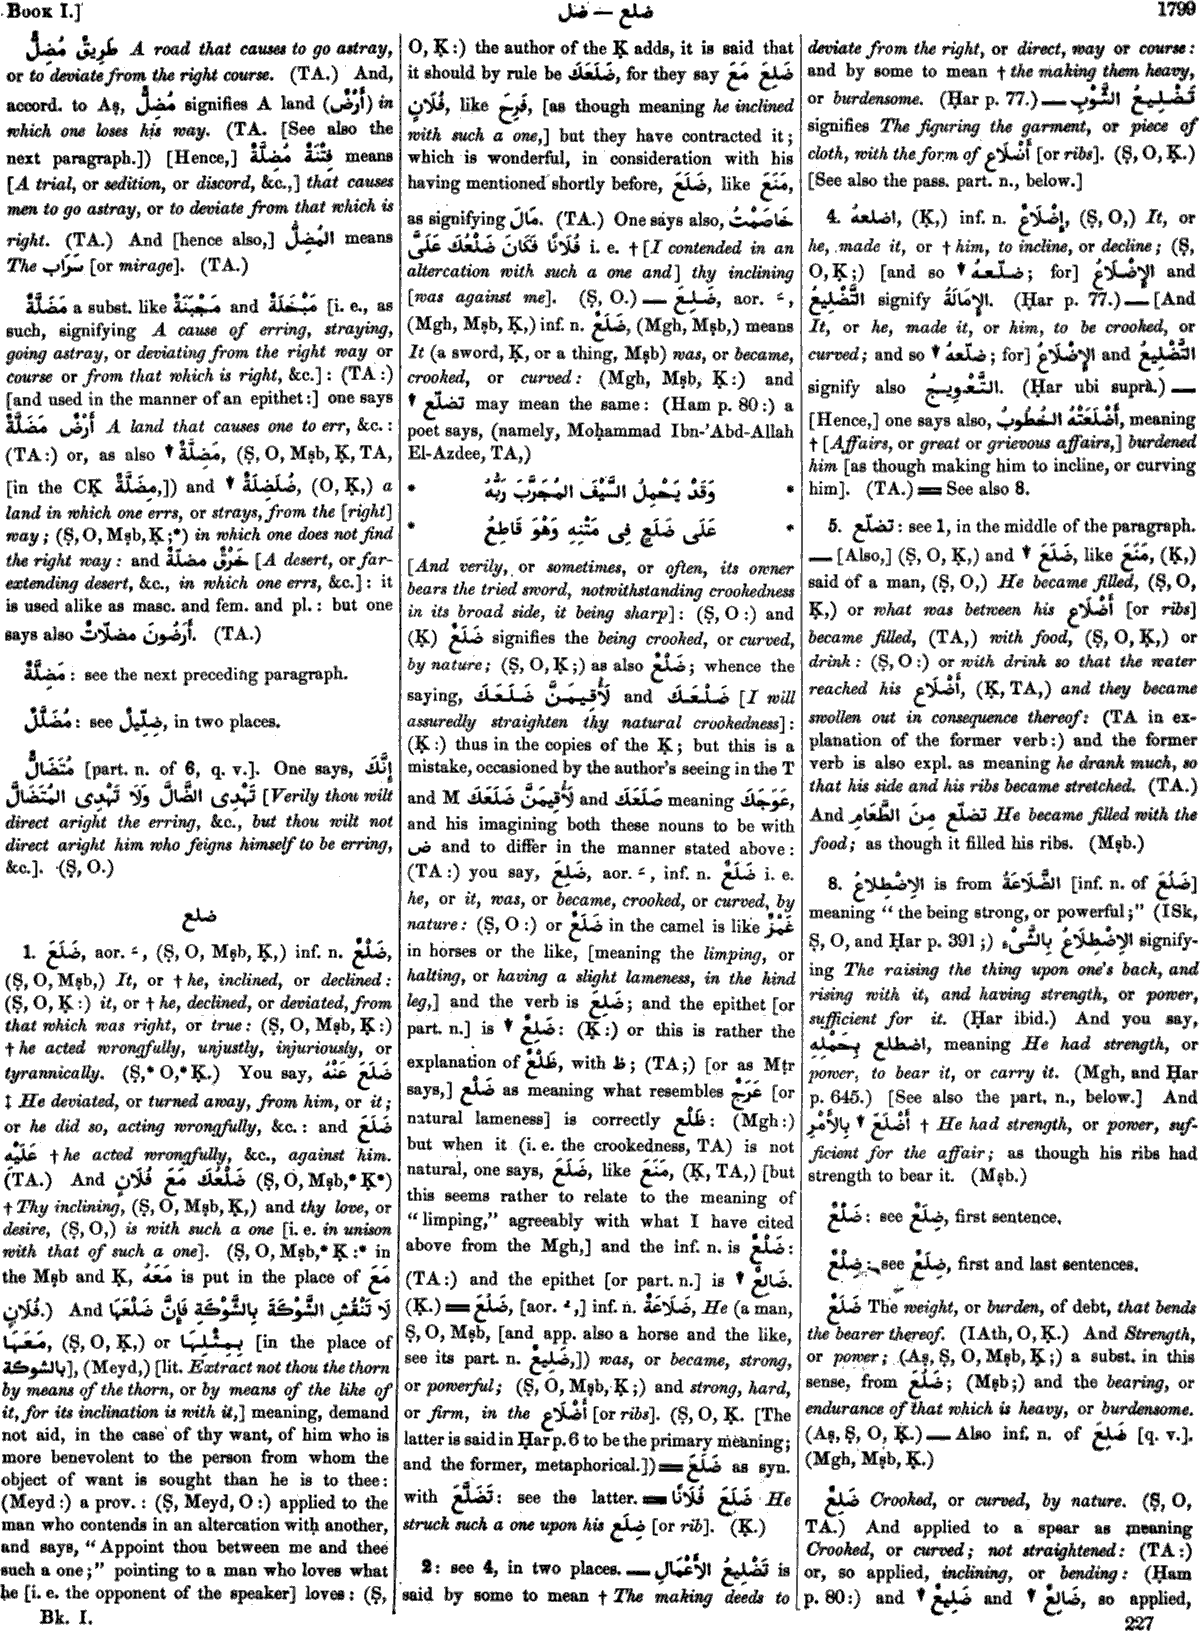 Book I.]
ضلع — ضل
1799
طَرِيقٌ مُضِلٌّ A road that causes to go astray,
or to deviate from the right course. (TA.) And,
accord. to Aṣ, مُضِلٌّ signifies A land (أَرْضٌ) in
which one loses his way. (TA. [See also the
next paragraph.]) [Hence,] فِتْنَةٌ مُضِلَّةٌ means
[A trial, or sedition, or discord, &c.,] that causes
men to go astray, or to deviate from that which is
right. (TA.) And [hence also,] المُضِلُّ means
The سَرَاب [or mirage]. (TA.)
مَضَلَّةٌ a subst. like مَجْبَنَةٌ and مَبْخَلَةٌ [i. e., as
such, signifying A cause of erring, straying,
going astray, or deviating from the right way or
course or from that which is right, &c.] : (TA :)
[and used in the manner of an epithet :] one says
أَرْضٌ مَضَلَّةٌ A land that causes one to err, &c. :
(TA :) or, as also ▼ مَضِلَّةٌ, (Ṣ, O, Mṣb, Ḳ, TA,
[in the CḲ مِضَلَّةٌ,]) and ▼ ضُلَضِلَةٌ, (O, Ḳ,) a
land in which one errs, or strays, from the [right]
way ; (Ṣ, O, Mṣb, Ḳ ;*) in which one does not find
the right way : and خَرْقٌ مضلّة [A desert, or far-
extending desert, &c., in which one errs, &c.] : it
is used alike as masc. and fem. and pl. : but one
says also أَرَضُونَ مضلّاتٌ. (TA.)
مَضِلَّةٌ : see the next preceding paragraph.
مُضَلَّلٌ : see ضِلِّيلٌ, in two places.
مُتَضَالٌّ [part. n. of 6, q. v.]. One says, إِنَّكَ
تَهْدِى الضَّالَّ وَلَا تَهْدِى المُتَضَالَّ [Verily thou wilt
direct aright the erring, &c., but thou wilt not
direct aright him who feigns himself to be erring,
&c.]. (Ṣ, O.)
ضلع
1. ضَلَعَ, aor. ـَ, (Ṣ, O, Mṣb, Ḳ,) inf. n. ضَلْعٌ,
(Ṣ, O, Mṣb,) It, or † he, inclined, or declined :
(Ṣ, O, Ḳ :) it, or † he, declined, or deviated, from
that which was right, or true : (Ṣ, O, Mṣb, Ḳ :)
† he acted wrongfully, unjustly, injuriously, or
tyrannically. (Ṣ,* O,* Ḳ.) You say, ضَلَعَ عَنْهُ
‡ He deviated, or turned away, from him, or it ;
or he did so, acting wrongfully, &c. : and ضَلَعَ
عَلَيْهِ † he acted wrongfully, &c., against him.
(TA.) And ضَلْعُكَ مَعَ فُلَانٍ (Ṣ, O, Mṣb,* Ḳ*)
† Thy inclining, (Ṣ, O, Mṣb, Ḳ,) and thy love, or
desire, (Ṣ, O,) is with such a one [i. e. in unison
with that of such a one]. (Ṣ, O, Mṣb,* Ḳ :* in
the Mṣb and Ḳ, مَعَهُ is put in the place of مَعَ
فُلَانٍ.) And لَا تَنْقُشِ الشَّوْكَةَ بِالشَّوْكَةِ فَإِنَّ ضَلْعَهَا
مَعَهَا, (Ṣ, O, Ḳ,) or بِمِثْلِهَا [in the place of
بالشوكة], (Meyd,) [lit. Extract not thou the thorn
by means of the thorn, or by means of the like of
it, for its inclination is with it,] meaning, demand
not aid, in the case of thy want, of him who is
more benevolent to the person from whom the
object of want is sought than he is to thee :
(Meyd :) a prov. : (Ṣ, Meyd, O :) applied to the
man who contends in an altercation with another,
and says, “ Appoint thou between me and thee
such a one ;” pointing to a man who loves what
he [i. e. the opponent of the speaker] loves : (Ṣ,
Bk. I.
O, Ḳ :) the author of the Ḳ adds, it is said that
it should by rule be ضَلَعَكَ, for they say ضَلِعَ مَعَ
فُلَانٍ, like فَرِحَ, [as though meaning he inclined
with such a one,] but they have contracted it ;
which is wonderful, in consideration with his
having mentioned shortly before, ضَلَعَ, like مَنَعَ,
as signifying مَالَ. (TA.) One says also, خَاصَمْتُ
فُلَانًا فَكَانَ ضَلْعُكَ عَلَىَّ i. e. † [I contended in an
altercation with such a one and] thy inclining
[was against me]. (Ṣ, O.) — ضَلِعَ, aor. ـَ,
(Mgh, Mṣb, Ḳ,) inf. n. ضَلَعٌ, (Mgh, Mṣb,) means
It (a sword, Ḳ, or a thing, Mṣb) was, or became,
crooked, or curved : (Mgh, Mṣb, Ḳ :) and
▼ تضلّع may mean the same : (Ham p. 80 :) a
poet says, (namely, Moḥammad Ibn-’Abd-Allah
El-Azdee, TA,)
* وَقَدْ يَحْمِلُ السَّيْفَ المُجَرَّبَ رَبُّهُ *
* عَلَى ضَلَعٍ فِى مَتْنِهِ وَهْوَ قَاطِعُ *
[And verily, or sometimes, or often, its owner
bears the tried sword, notwithstanding crookedness
in its broad side, it being sharp] : (Ṣ, O :) and
(Ḳ) ضَلَعٌ signifies the being crooked, or curved,
by nature ; (Ṣ, O, Ḳ ;) as also ضَلْعٌ ; whence the
saying, لَأُقِيمَنَّ ضَلَعَكَ and ضَلْعَكَ [I will
assuredly straighten thy natural crookedness] :
(Ḳ :) thus in the copies of the Ḳ ; but this is a
mistake, occasioned by the author’s seeing in the T
and M لَأُقِيمَنَّ ضَلَعَكَ and صَلَعَكَ meaning عَوَجَكَ,
and his imagining both these nouns to be with
ض and to differ in the manner stated above :
(TA :) you say, ضَلِعَ, aor. ـَ, inf. n. ضَلَعٌ i. e.
he, or it, was, or became, crooked, or curved, by
nature : (Ṣ, O :) or ضَلَعٌ in the camel is like غَمْزٌ
in horses or the like, [meaning the limping, or
halting, or having a slight lameness, in the hind
leg,] and the verb is ضَلِعَ ; and the epithet [or
part. n.] is ▼ ضَلِعٌ : (Ḳ :) or this is rather the
explanation of ظَلْعٌ, with ظ ; (TA ;) [or as Mṭr
says,] ضَلْع as meaning what resembles عَرَجٌ [or
natural lameness] is correctly ظَلْع : (Mgh :)
but when it (i. e. the crookedness, TA) is not
natural, one says, ضَلَعَ, like مَنَعَ, (Ḳ, TA,) [but
this seems rather to relate to the meaning of
“ limping,” agreeably with what I have cited
above from the Mgh,] and the inf. n. is ضَلْعٌ :
(TA :) and the epithet [or part. n.] is ▼ ضَالِعٌ.
(Ḳ.) ═ ضَلُعَ, [aor. ـُ,] inf. n. ضَلَاعَةٌ, He (a man,
Ṣ, O, Mṣb, [and app. also a horse and the like,
see its part. n. ضَلِيعٌ,]) was, or became, strong,
or powerful ; (Ṣ, O, Mṣb, Ḳ ;) and strong, hard,
or firm, in the أَضْلَاع [or ribs]. (Ṣ, O, Ḳ. [The
latter is said in Ḥar p. 6 to be the primary meaning ;
and the former, metaphorical.]) ═ ضَلَعَ as syn.
with تَضَلَّعَ : see the latter. ═ ضَلَعَ فُلَانًا He
struck such a one upon his ضِلَع [or rib]. (Ḳ.)
2 : see 4, in two places. — تَضْلِيعُ الأَعْمَالِ is
said by some to mean † The making deeds to
deviate from the right, or direct, way or course :
and by some to mean † the making them heavy,
or burdensome. (Ḥar p. 77.) — تَضْلِيعُ الثَّوْبِ
signifies The figuring the garment, or piece of
cloth, with the form of أَضْلَاع [or ribs]. (Ṣ, O, Ḳ.)
[See also the pass. part. n., below.]
4. اضلعهُ, (Ḳ,) inf. n. إِضْلَاعٌ, (Ṣ, O,) It, or
he, made it, or † him, to incline, or decline ; (Ṣ,
O, Ḳ ;) [and so ▼ ضلّعهُ ; for] الإِضْلَاعُ and
التَّضْلِيعُ signify الإِمَالَةُ. (Ḥar p. 77.) — [And
It, or he, made it, or him, to be crooked, or
curved ; and so ▼ ضلّعهُ ; for] الإِضْلَاعُ and التَّضْلِيعُ
signify also التَّعْوِيجُ. (Ḥar ubi suprà.) —
[Hence,] one says also, أَضْلَعَتْهُ الخُطُوبُ, meaning
† [Affairs, or great or grievous affairs,] burdened
him [as though making him to incline, or curving
him]. (TA.) ═ See also 8.
5. تضلّع : see 1, in the middle of the paragraph.
— [Also,] (Ṣ, O, Ḳ,) and ▼ ضَلَعَ, like مَنَعَ, (Ḳ,)
said of a man, (Ṣ, O,) He became filled, (Ṣ, O,
Ḳ,) or what was between his أَضْلَاع [or ribs]
became filled, (TA,) with food, (Ṣ, O, Ḳ,) or
drink : (Ṣ, O :) or with drink so that the water
reached his أَضْلَاع, (Ḳ, TA,) and they became
swollen out in consequence thereof : (TA in ex-
planation of the former verb :) and the former
verb is also expl. as meaning he drank much, so
that his side and his ribs became stretched. (TA.)
And تضلّع مِنَ الطَّعَامِ He became filled with the
food ; as though it filled his ribs. (Mṣb.)
8. الاِضْطِلَاعُ is from الضَّلَاعَةُ [inf. n. of ضَلُعَ]
meaning “ the being strong, or powerful ;” (ISk,
Ṣ, O, and Ḥar p. 391 ;) الاِضْطِلَاعُ بِالشَّىْءِ signify-
ing The raising the thing upon one’s back, and
rising with it, and having strength, or power,
sufficient for it. (Ḥar ibid.) And you say,
اضطلع بِحَمْلِهِ, meaning He had strength, or
power, to bear it, or carry it. (Mgh, and Ḥar
p. 645.) [See also the part. n., below.] And
▼ أَضْلَعَ بِالأَمْرِ † He had strength, or power, suf-
ficient for the affair ; as though his ribs had
strength to bear it. (Mṣb.)
ضَلْعٌ : see ضِلَعٌ, first sentence.
ضِلْعٌ : see ضِلَعٌ, first and last sentences.
ضَلَعٌ The weight, or burden, of debt, that bends
the bearer thereof. (IAth, O, Ḳ.) And Strength,
or power ; (Aṣ, Ṣ, O, Mṣb, Ḳ ;) a subst. in this
sense, from ضَلُعَ ; (Mṣb ;) and the bearing, or
endurance of that which is heavy, or burdensome.
(Aṣ, Ṣ, O, Ḳ.) — Also inf. n. of ضَلِعَ [q. v.].
(Mgh, Mṣb, Ḳ.)
ضَلِعٌ Crooked, or curved, by nature. (Ṣ, O,
TA.) And applied to a spear as meaning
Crooked, or curved ; not straightened : (TA :)
or, so applied, inclining, or bending : (Ḥam
p. 80 :) and ▼ ضَلِيعٌ and ▼ ضَالِعٌ, so applied,
227